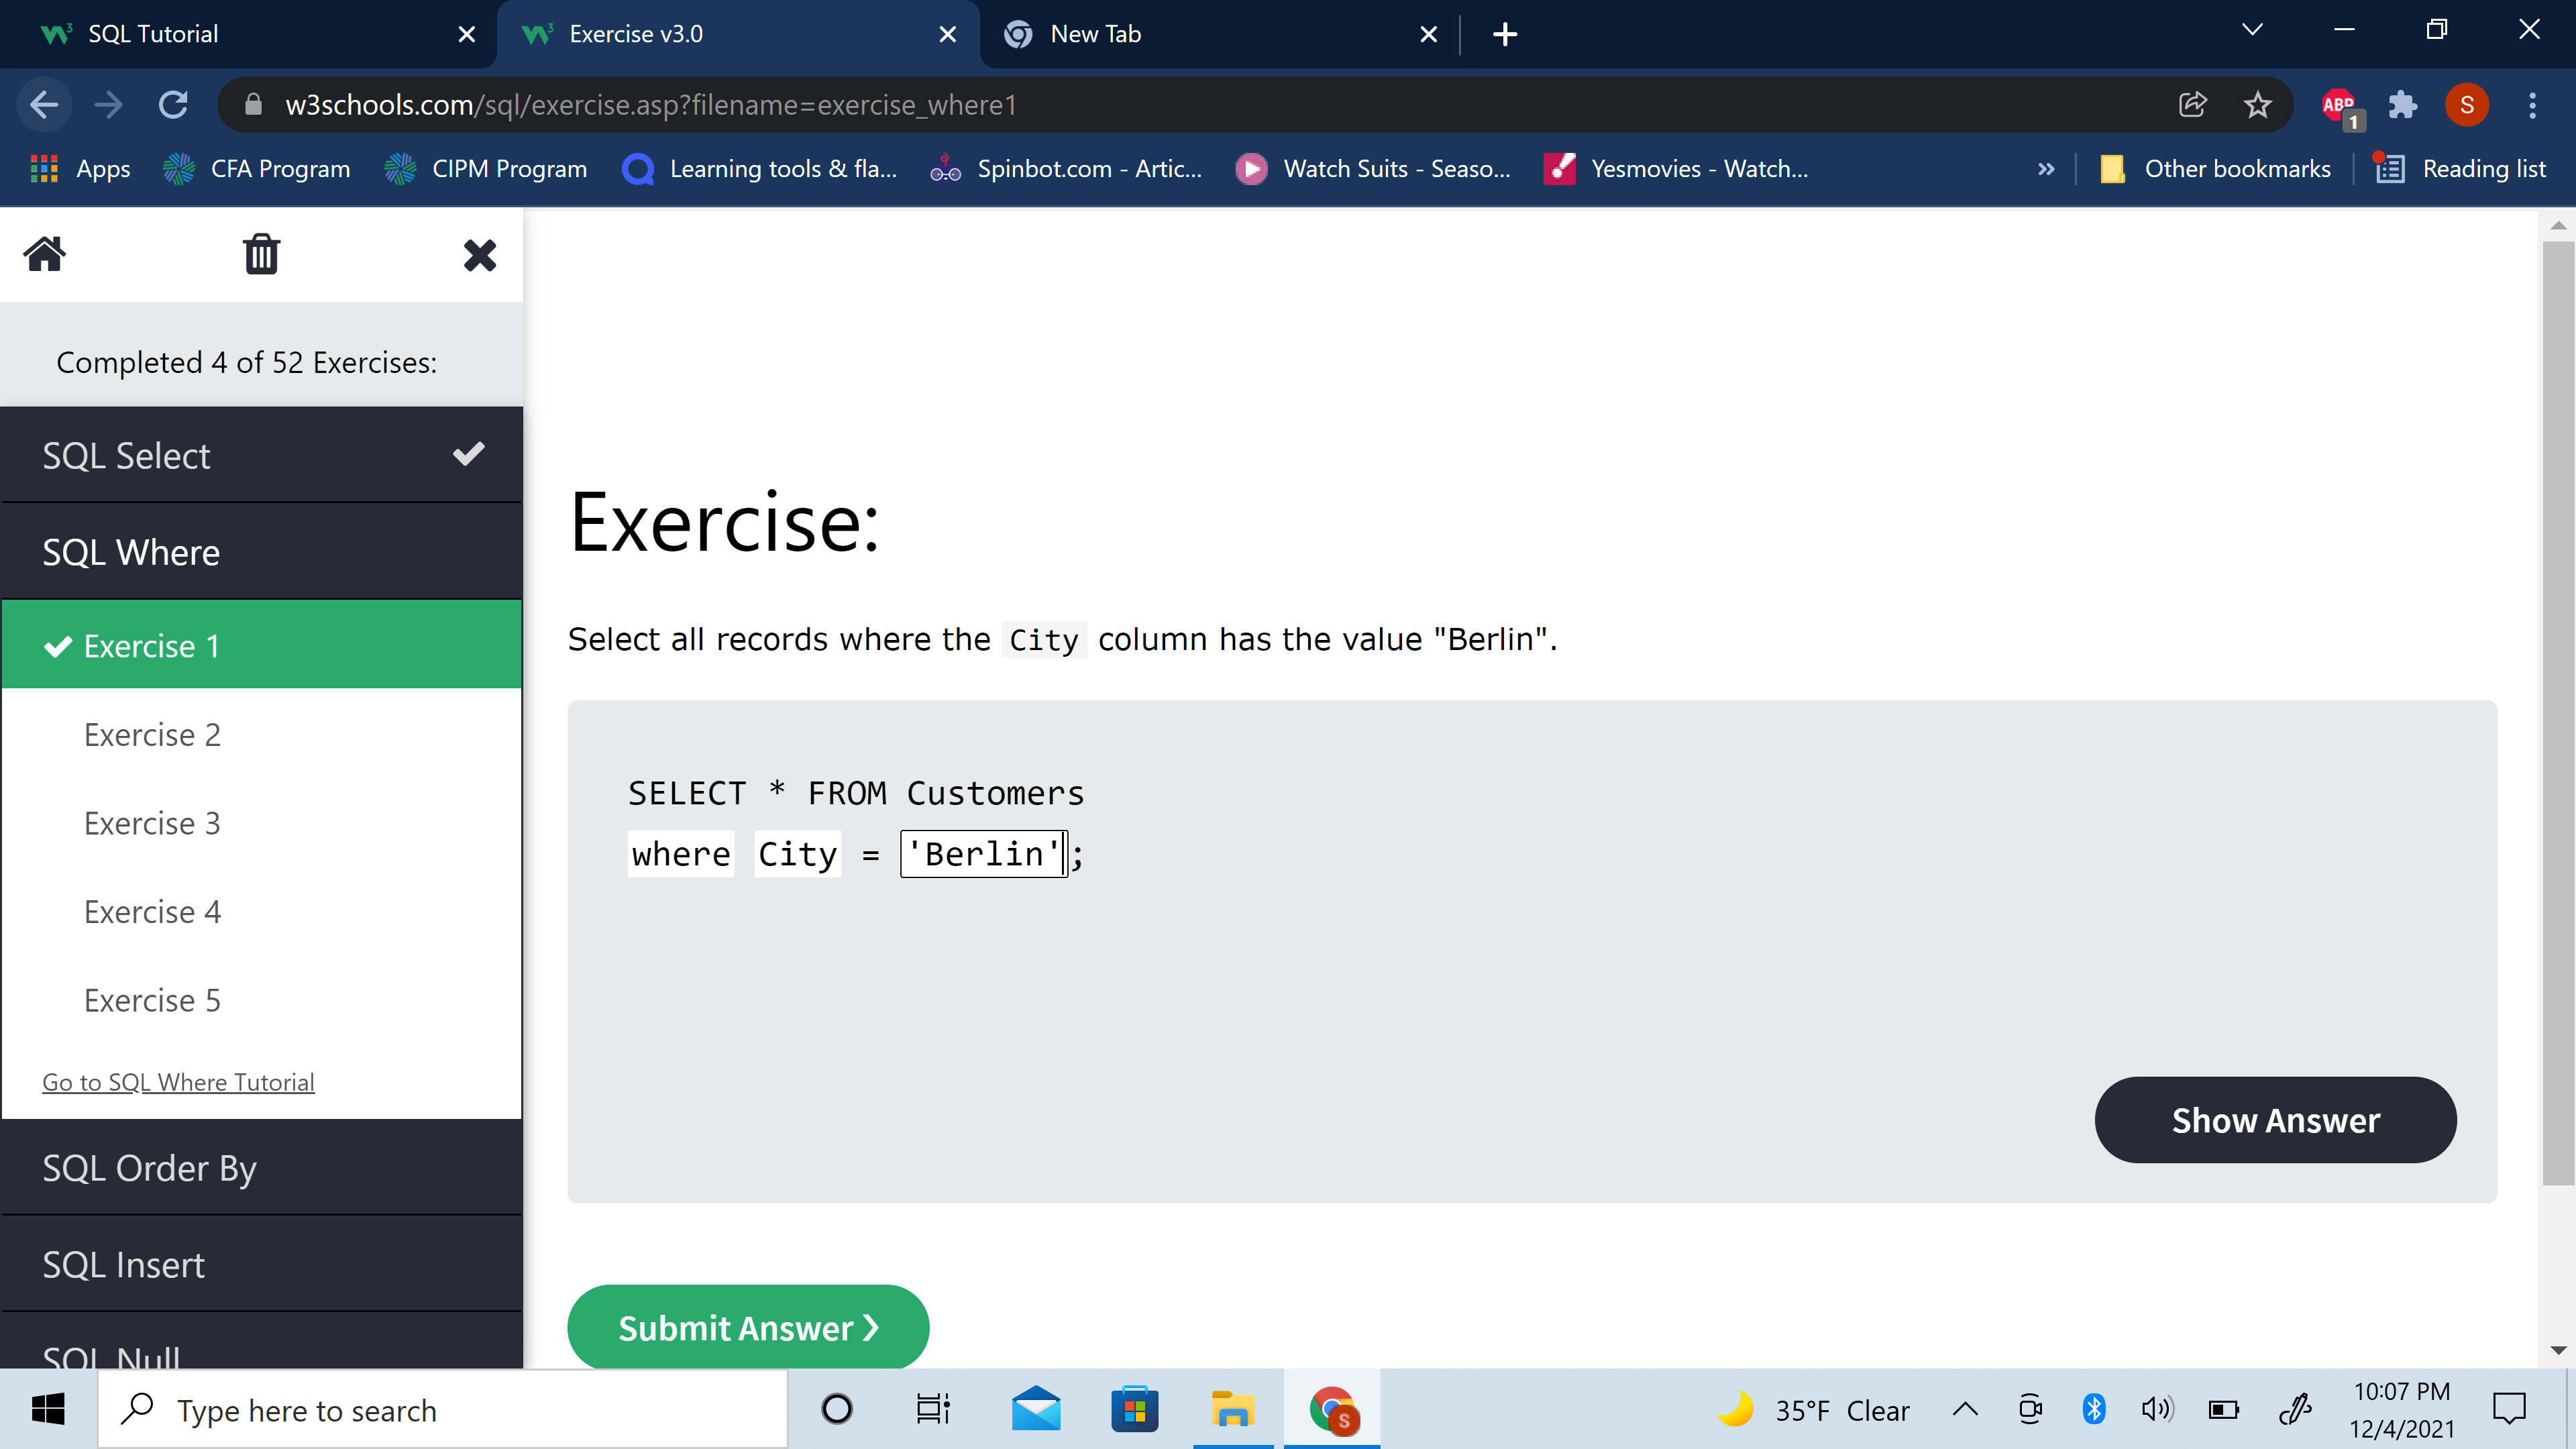 SQL Tutorial
Exercise v3.0
New Tab
w3schools.com/sql/exercise.asp?filename=exercise_where1
ABP
1
S
Apps
CFA Program
CIPM Program
Learning tools & fla...
Spinbot.com - Artic...
Watch Suits - Seaso...
Yesmovies - Watch...
»
Other bookmarks
Reading list
Completed 4 of 52 Exercises:
SQL Select
SQL Where
Exercise 1
Exercise 2
Exercise 3
Exercise 4
Exercise 5
Go to SQL Where Tutorial
SQL Order By
SQL Insert
SQL Null
Exercise:
Select all records where the City column has the value "Berlin".
SELECT * FROM Customers
where City = 'Berlin';
Show Answer
Submit Answer ❯
Type here to search
S
35°F Clear
10:07 PM
12/4/2021